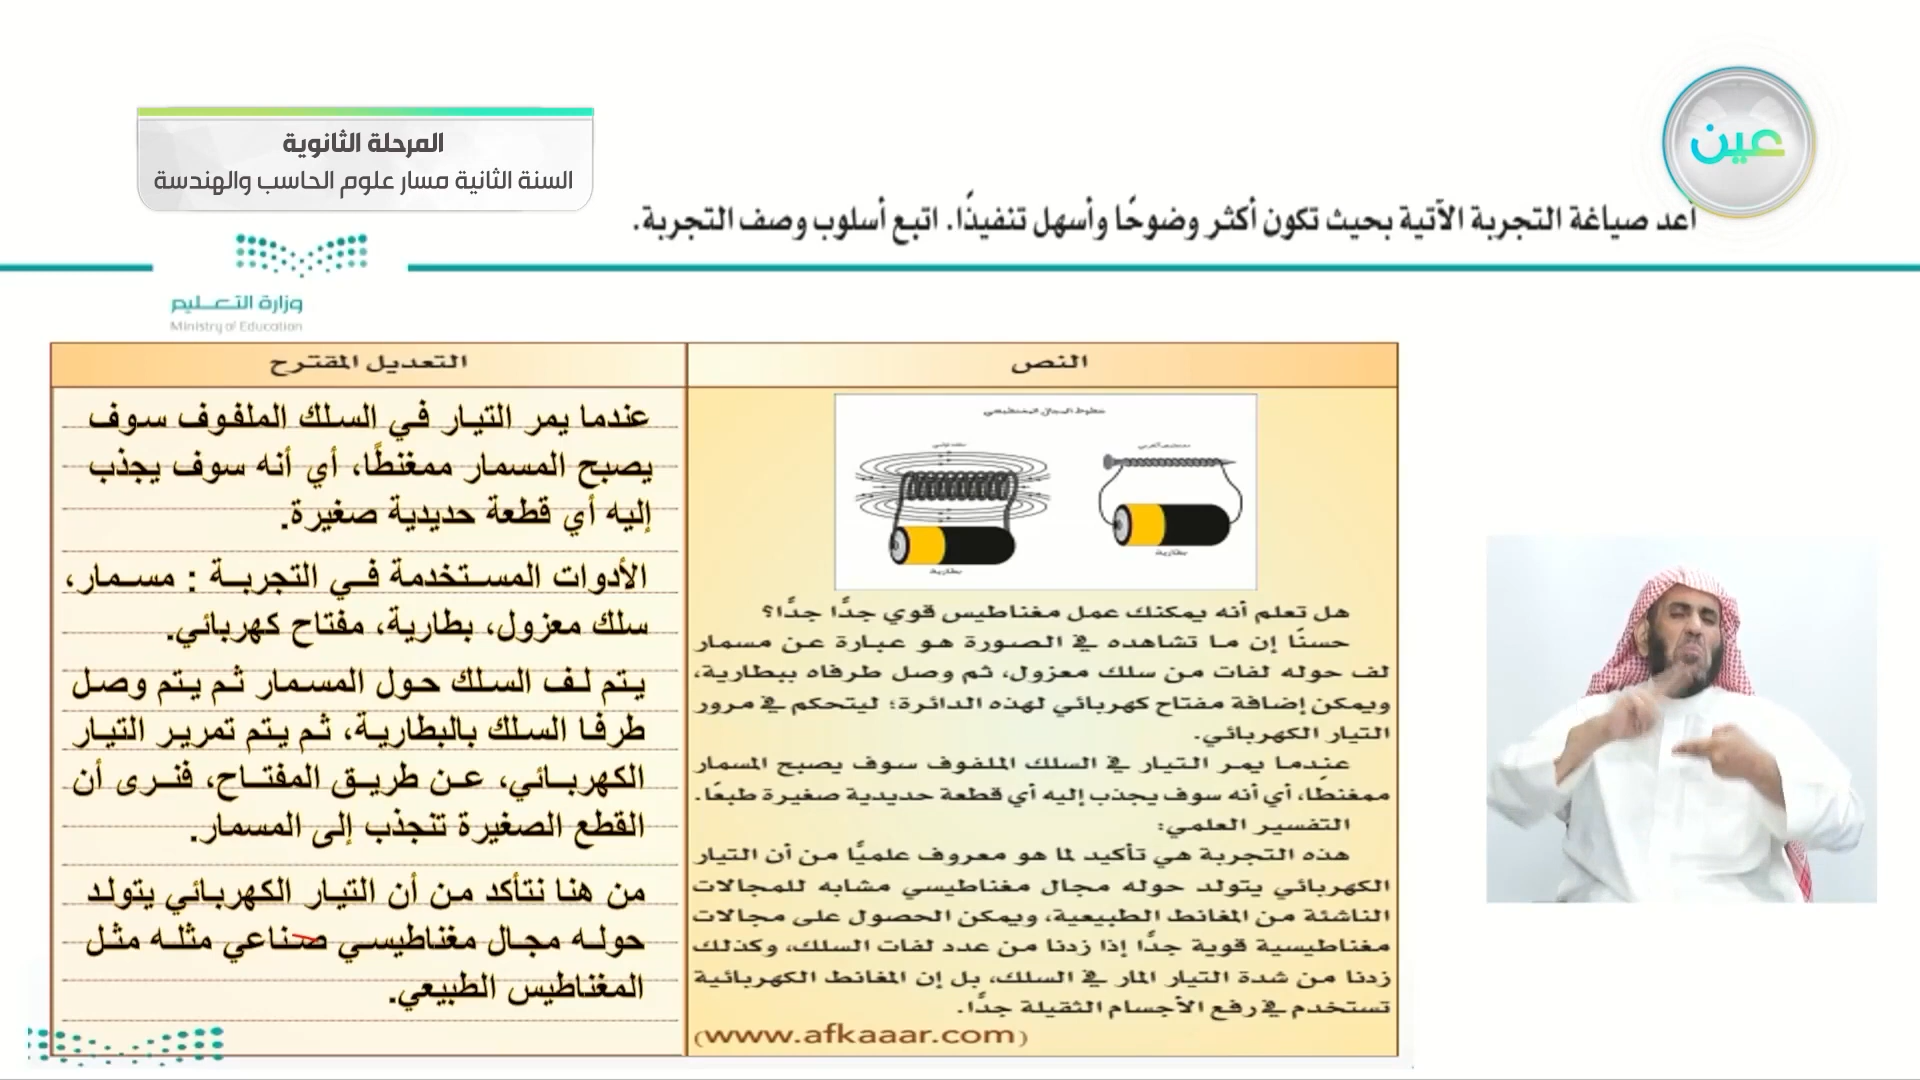 عين
المرحلة الثانوية
السنة الثانية مسار علوم الحاسب والهندسة
أعد صياغة التجربة الآتية بحيث تكون أكثر وضوحًا وأسهل تنفيذًا. اتبع أسلوب وصف التجربة.
وزارة التعـــليم
Ministry of Education
النص
خطوط المجال المغناطيسي
بطارية
بطارية
هل تعلم أنه يمكنك عمل مغناطيس قوي جدًّا جدًّا؟
حسنًا إن ما تشاهده في الصورة هو عبارة عن مسمار
لف حوله لفات من سلك معزول، ثم وصل طرفاه ببطارية،
ويمكن إضافة مفتاح كهربائي لهذه الدائرة؛ ليتحكم في مرور
التيار الكهربائي.
عندما يمر التيار في السلك الملفوف سوف يصبح المسمار
ممغنطًا، أي أنه سوف يجذب إليه أي قطعة حديدية صغيرة طبعًا.
التفسير العلمي:
هذه التجربة هي تأكيد لما هو معروف علميًّا من أن التيار
الكهربائي يتولد حوله مجال مغناطيسي مشابه للمجالات
الناشئة من المغانط الطبيعية، ويمكن الحصول على مجالات
مغناطيسية قوية جدًّا إذا زدنا من عدد لفات السلك، وكذلك
زدنا من شدة التيار المار في السلك، بل إن المغانط الكهربائية
تستخدم في رفع الأجسام الثقيلة جدًّا.
(www.afkaaar.com)
التعديل المقترح
عندما يمر التيار في السلك الملفوف سوف
يصبح المسمار ممغنطًا، أي أنه سوف يجذب
إليه أي قطعة حديدية صغيرة.
الأدوات المستخدمة في التجربة : مسمار،
سلك معزول، بطارية، مفتاح كهربائي.
يتم لف السلك حول المسمار ثم يتم وصل
طرفا السلك بالبطارية، ثم يتم تمرير التيار
الكهربائي، عن طريق المفتاح، فنرى أن
القطع الصغيرة تنجذب إلى المسمار.
من هنا نتأكد من أن التيار الكهربائي يتولد
حوله مجال مغناطيسي صناعي مثله مثل
المغناطيس الطبيعي.